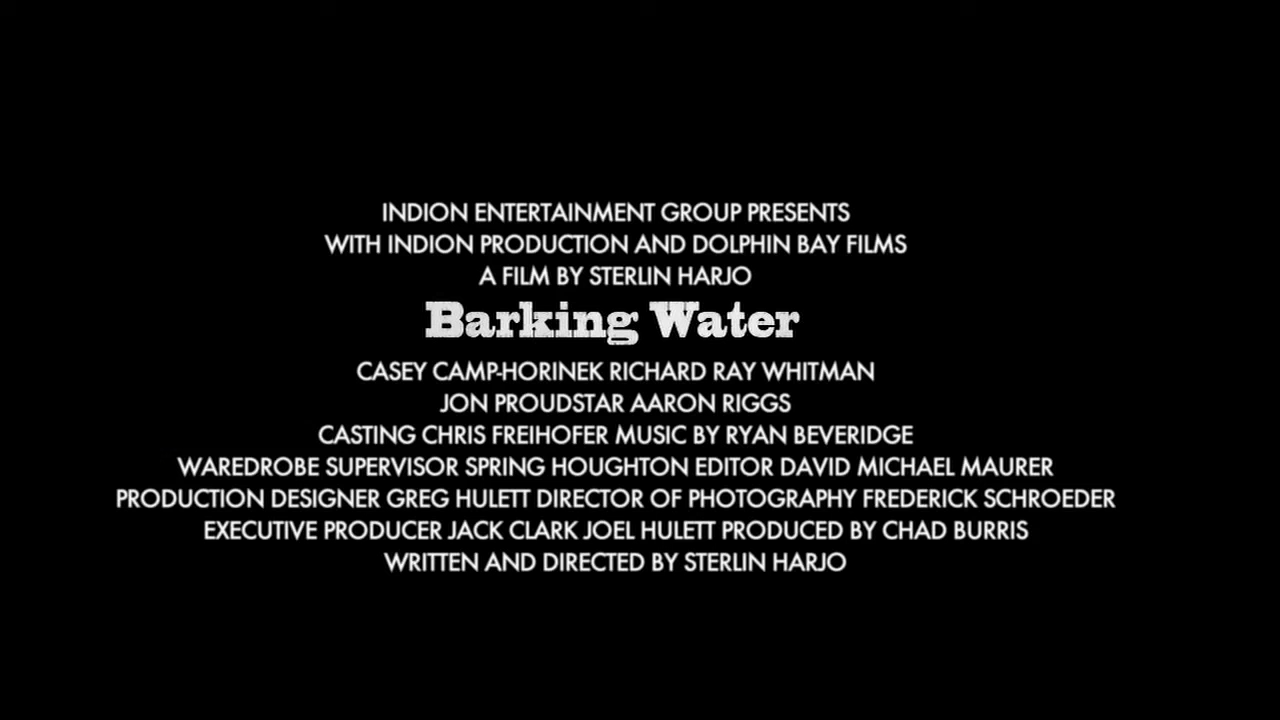 INDION ENTERTAINMENT GROUP PRESENTS
WITH INDION PRODUCTION AND DOLPHIN BAY FILMS
A FILM BY STERLIN HARJO
Barking Water
CASEY CAMP-HORINEK RICHARD RAY WHITMAN
JON PROUDSTAR AARON RIGGS
CASTING CHRIS FREIHOFER MUSIC BY RYAN BEVERIDGE
WAREDROBE SUPERVISOR SPRING HOUGHTON EDITOR DAVID MICHAEL MAURER
PRODUCTION DESIGNER GREG HULETT DIRECTOR OF PHOTOGRAPHY FREDERICK SCHROEDER
EXECUTIVE PRODUCER JACK CLARK JOEL HULETT PRODUCED BY CHAD BURRIS
WRITTEN AND DIRECTED BY STERLIN HARJO